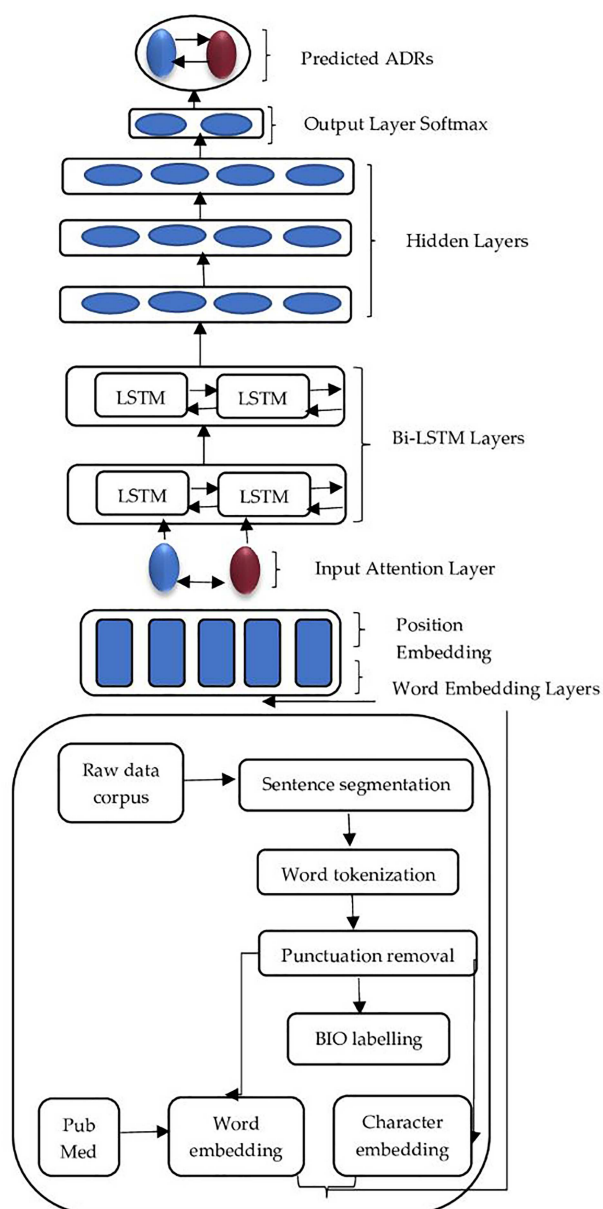 Predicted ADRs
Output Layer Softmax
Hidden Layers
LSTM
LSTM
Bi-LSTM Layers
LSTM
LSTM
Input Attention Layer
Position
Embedding
Word Embedding Layers
Raw data
corpus
Sentence segmentation
Word tokenization
Punctuation removal
BIO labelling
Pub
Med
Word
embedding
Character
embedding